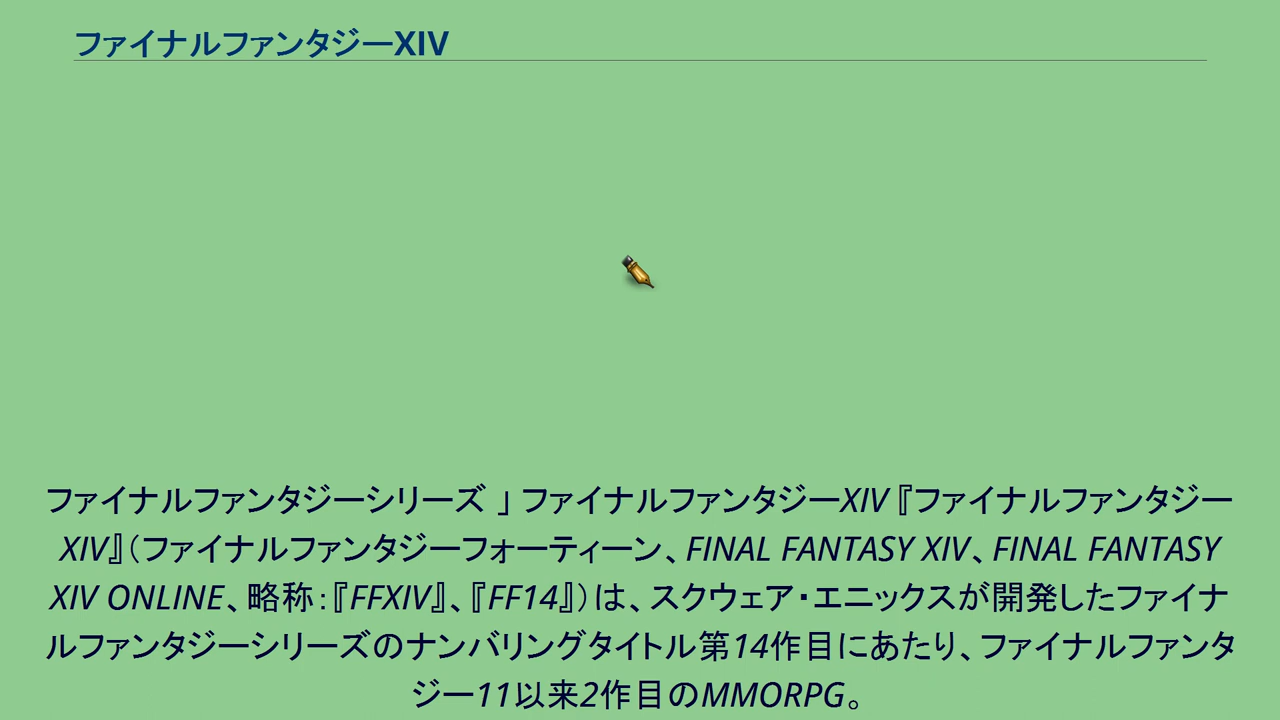 ファイナルファンタジーXIV
ファイナルファンタジーシリーズ 」 ファイナルファンタジーXIV『ファイナルファンタジー
XIV』（ファイナルファンタジーフォーティーン、FINAL FANTASY XIV、FINAL FANTASY
XIV ONLINE、略称：『FFXIV』、『FF14』）は、スクウェア・エニックスが開発したファイナ
ルファンタジーシリーズのナンバリングタイトル第14作目にあたり、ファイナルファンタ
ジー11以来2作目のMMORPG。